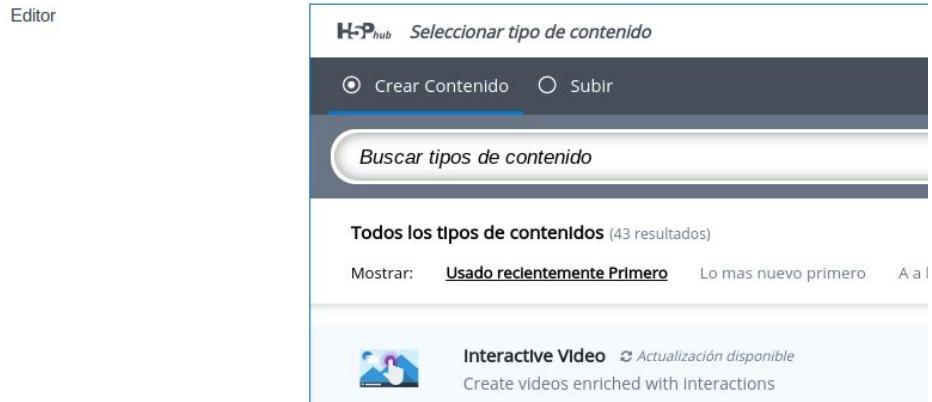 Editor
H5P hub Seleccionar tipo de contenido
Crear Contenido Subir
Buscar tipos de contenido
Todos los tipos de contenidos (43 resultados)
Mostrar: Usado recientemente Primero Lo mas nuevo primero A a l
Interactive Video Actualización disponible
Create videos enriched with interactions